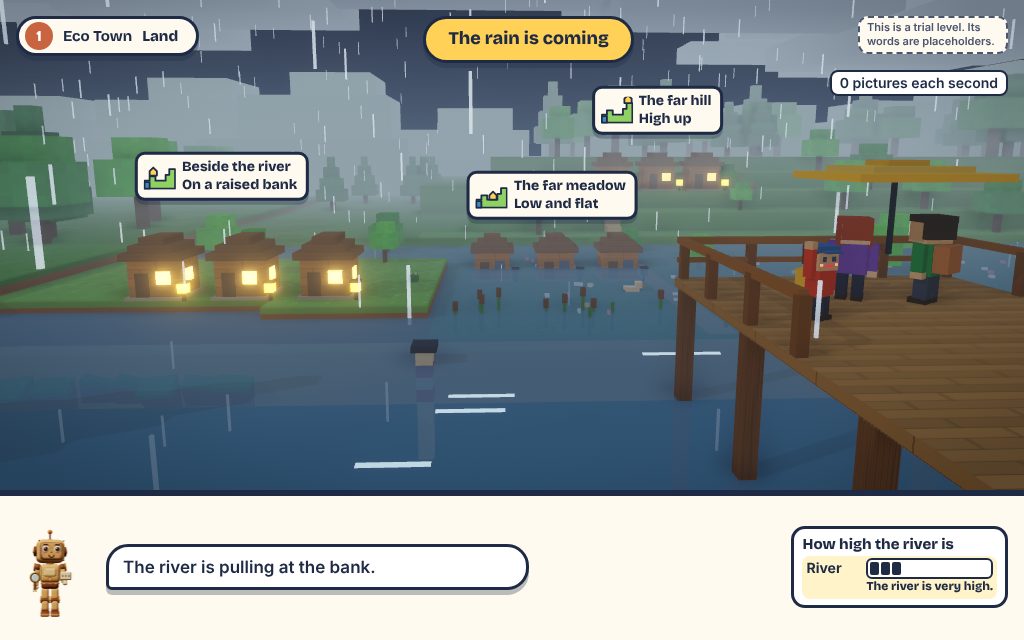 1 Eco Town Land
The rain is coming
This is a trial level. Its
words are placeholders.
0 pictures each second
The far hill
High up
Beside the river
On a raised bank
The far meadow
Low and flat
The river is pulling at the bank.
How high the river is
River
The river is very high.